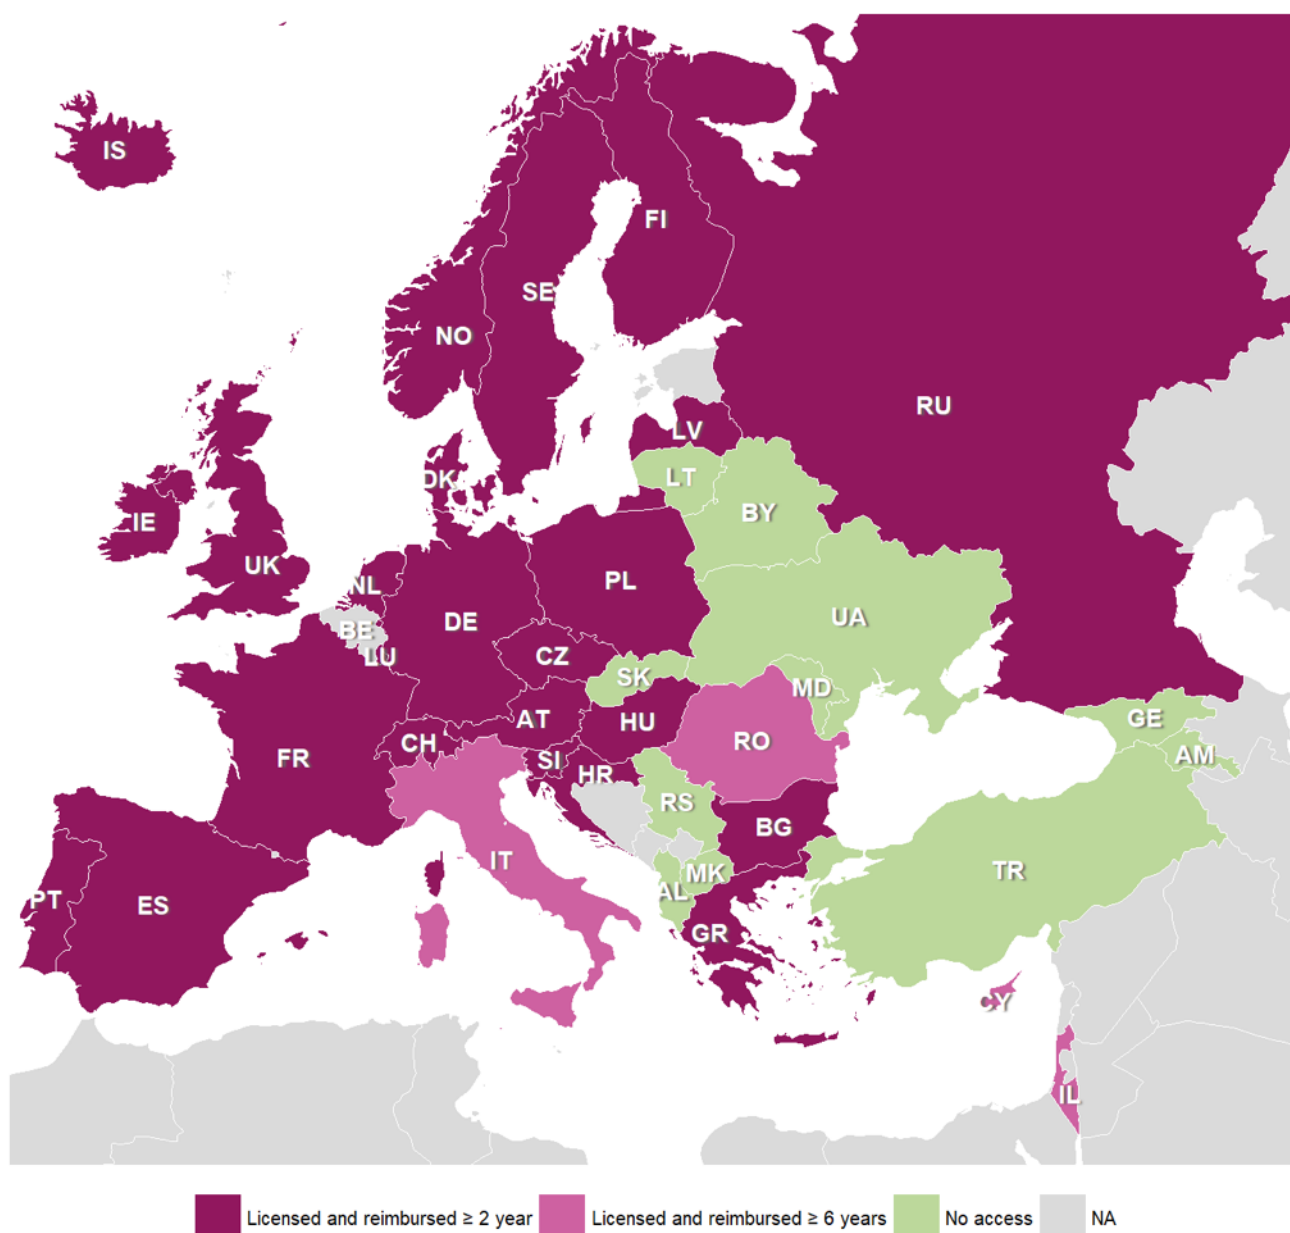 IS
FI
SE
NO
RU
LV
DK
LT
BY
IE
UK
NL
PL
DE
UA
BE
LU
CZ
SK
MD
AT
HU
GE
CH
RO
FR
SI
AM
HR
RS
BG
IT
MK
TR
PT
ES
AL
GR
CY
IL
Licensed and reimbursed ≥ 2 year
Licensed and reimbursed ≥ 6 years
No access
NA